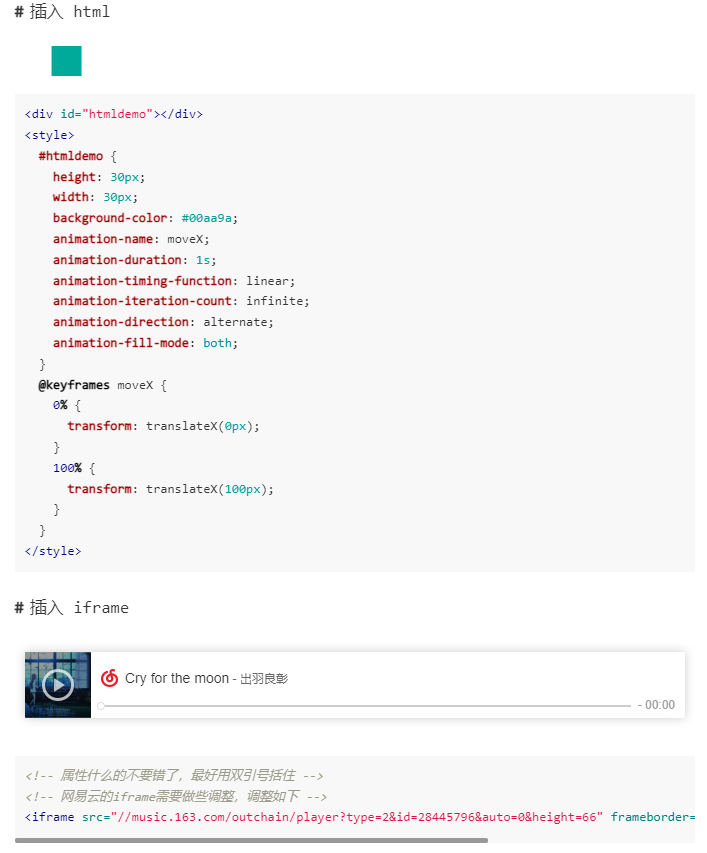 # 插入 html
<div id="htmldemo"></div>
<style>
  #htmldemo {
    height: 30px;
    width: 30px;
    background-color: #00aa9a;
    animation-name: moveX;
    animation-duration: 1s;
    animation-timing-function: linear;
    animation-iteration-count: infinite;
    animation-direction: alternate;
    animation-fill-mode: both;
  }
  @keyframes moveX {
    0% {
      transform: translateX(0px);
    }
    100% {
      transform: translateX(100px);
    }
  }
</style>
# 插入 iframe
Cry for the moon - 出羽良彰
- 00:00
<!-- 属性什么的不要错了，最好用双引号括住 -->
<!-- 网易云的iframe需要做些调整，调整如下 -->
<iframe src="//music.163.com/outchain/player?type=2&id=28445796&auto=0&height=66" frameborder=